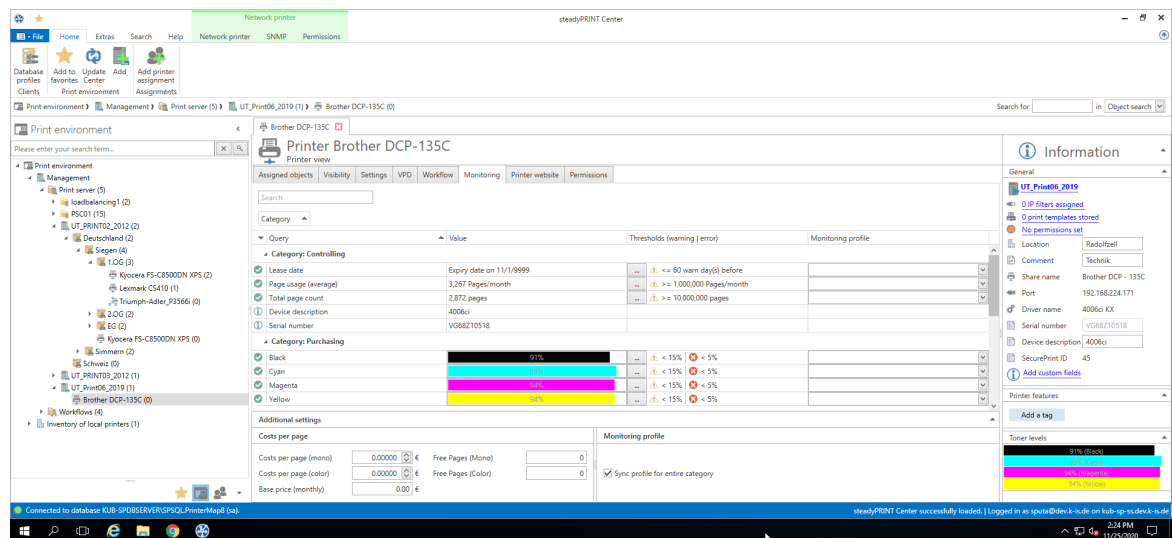 Network printer
steadyPRINT Center
File Home Extras Search Help Network printer SNMP Permissions
Database profiles
Add to favorites
Update Center
Add
Add printer assignment
Clients Print environment Assignments
Print environment Management Print server (5) UT_Print06_2019 (1) Brother DCP-135C (0)
Search for in Object search
Print environment
Please enter your search term...
Print environment
Management
Print server (5)
loadbalancing1 (2)
PSC01 (15)
UT_PRINT02_2012 (2)
Deutschland (2)
Siegen (4)
1.OG (3)
Kyocera FS-C8500DN XPS (2)
Lexmark CS410 (1)
Triumph-Adler_P3566i (0)
2.OG (2)
EG (2)
Kyocera FS-C8500DN XPS (0)
Simmern (2)
Schweiz (0)
UT_PRINT03_2012 (1)
UT_Print06_2019 (1)
Brother DCP-135C (0)
Workflows (4)
Inventory of local printers (1)
Brother DCP-135C
Printer Brother DCP-135C
Printer view
Assigned objects Visibility Settings VPD Workflow Monitoring Printer website Permissions
Search
Category
Query Value Thresholds (warning | error) Monitoring profile
Category: Controlling
Lease date Expiry date on 11/1/9999 ... <= 60 warn day(s) before
Page usage (average) 3,267 Pages/month ... >= 1,000,000 Pages/month
Total page count 2,872 pages ... >= 10,000,000 pages
Device description 4006ci
Serial number VG68Z10518
Category: Purchasing
Black 91% ... < 15% < 5%
Cyan ... < 15% < 5%
Magenta 94% ... < 15% < 5%
Yellow 94% ... < 15% < 5%
Additional settings
Costs per page Monitoring profile
Costs per page (mono) 0.00000 € Free Pages (Mono) 0
Costs per page (color) 0.00000 € Free Pages (Color) 0
Sync profile for entire category
Base price (monthly) 0.00 €
Information
General
UT_Print06_2019
0 IP filters assigned
0 print templates stored
No permissions set
Location Radolfzell
Comment Technik
Share name Brother DCP - 135C
Port 192.168.224.171
Driver name 4006ci KX
Serial number VG68Z10518
Device description 4006ci
SecurePrint ID 45
Add custom fields
Printer features
Add a tag
Toner levels
91% (Black)
94% (Magenta)
94% (Yellow)
Connected to database KUB-SPDBSERVER\SPSQL.PrinterMap8 (sa).
steadyPRINT Center successfully loaded. | Logged in as sputa@dev.k-is.de on kub-sp-ss.dev.k-is.de
2:24 PM
11/25/2020